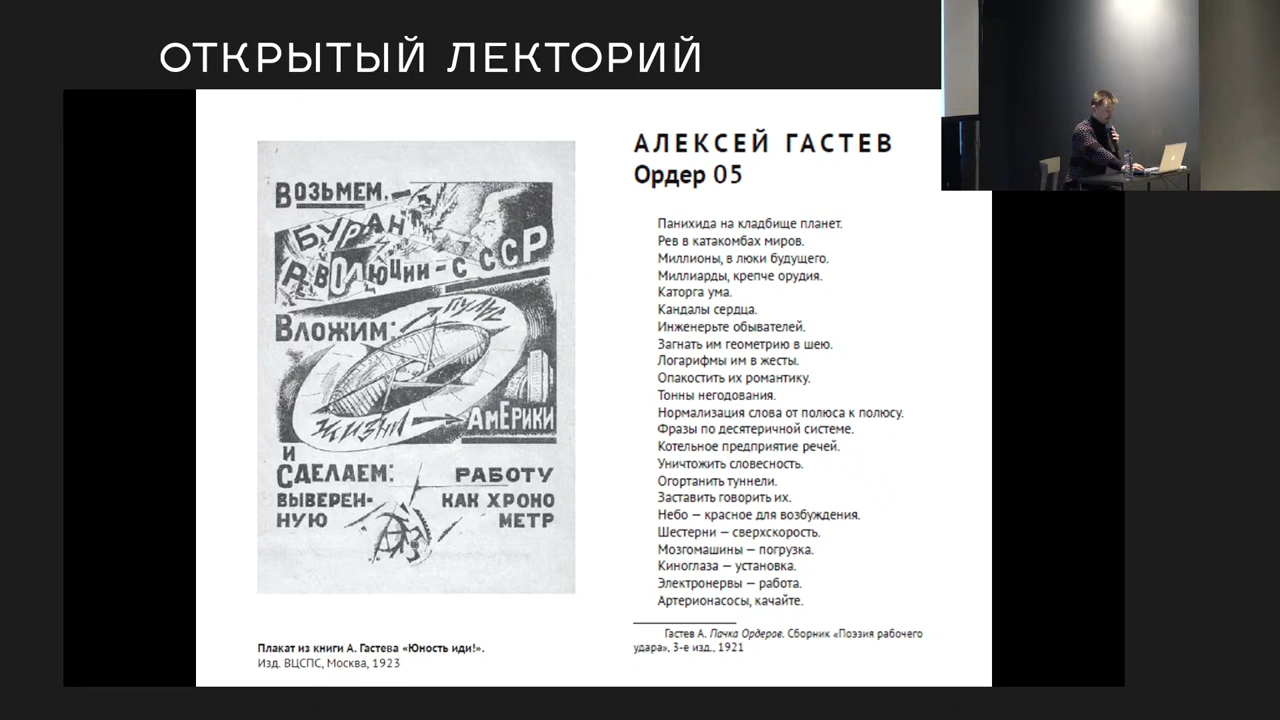 ОТКРЫТЫЙ ЛЕКТОРИЙ
ВОЗЬМЕМ,
БУРАН
РЕВОЛЮЦИИ-СССР
ВЛОЖИМ:
ПУЛЬС
ЖИЗНИ
АМЕРИКИ
И
СДЕЛАЕМ:
РАБОТУ
ВЫВЕРЕН-
КАК ХРОНО
НУЮ
МЕТР
Плакат из книги А. Гастева «Юность иди!».
Изд. ВЦСПС, Москва, 1923
АЛЕКСЕЙ ГАСТЕВ
Ордер 05
Панихида на кладбище планет.
Рев в катакомбах миров.
Миллионы, в люки будущего.
Миллиарды, крепче орудия.
Каторга ума.
Кандалы сердца.
Инженерьте обывателей.
Загнать им геометрию в шею.
Логарифмы им в жесты.
Опакостить их романтику.
Тонны негодования.
Нормализация слова от полюса к полюсу.
Фразы по десятеричной системе.
Котельное предприятие речей.
Уничтожить словесность.
Огортанить туннели.
Заставить говорить их.
Небо — красное для возбуждения.
Шестерни — сверхскорость.
Мозгомашины — погрузка.
Киноглаза — установка.
Электронервы — работа.
Артерионасосы, качайте.
Гастев А. Пачка Ордеров. Сборник «Поэзия рабочего
удара», 3-е изд., 1921